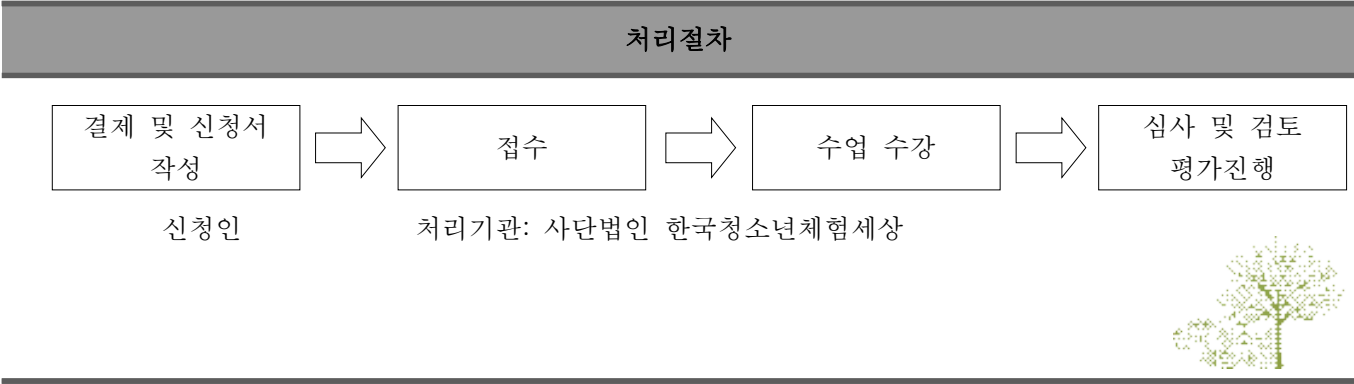 처리절차
결제 및 신청서
작성
접수
수업 수강
심사 및 검토
평가진행
신청인
처리기관: 사단법인 한국청소년체험세상